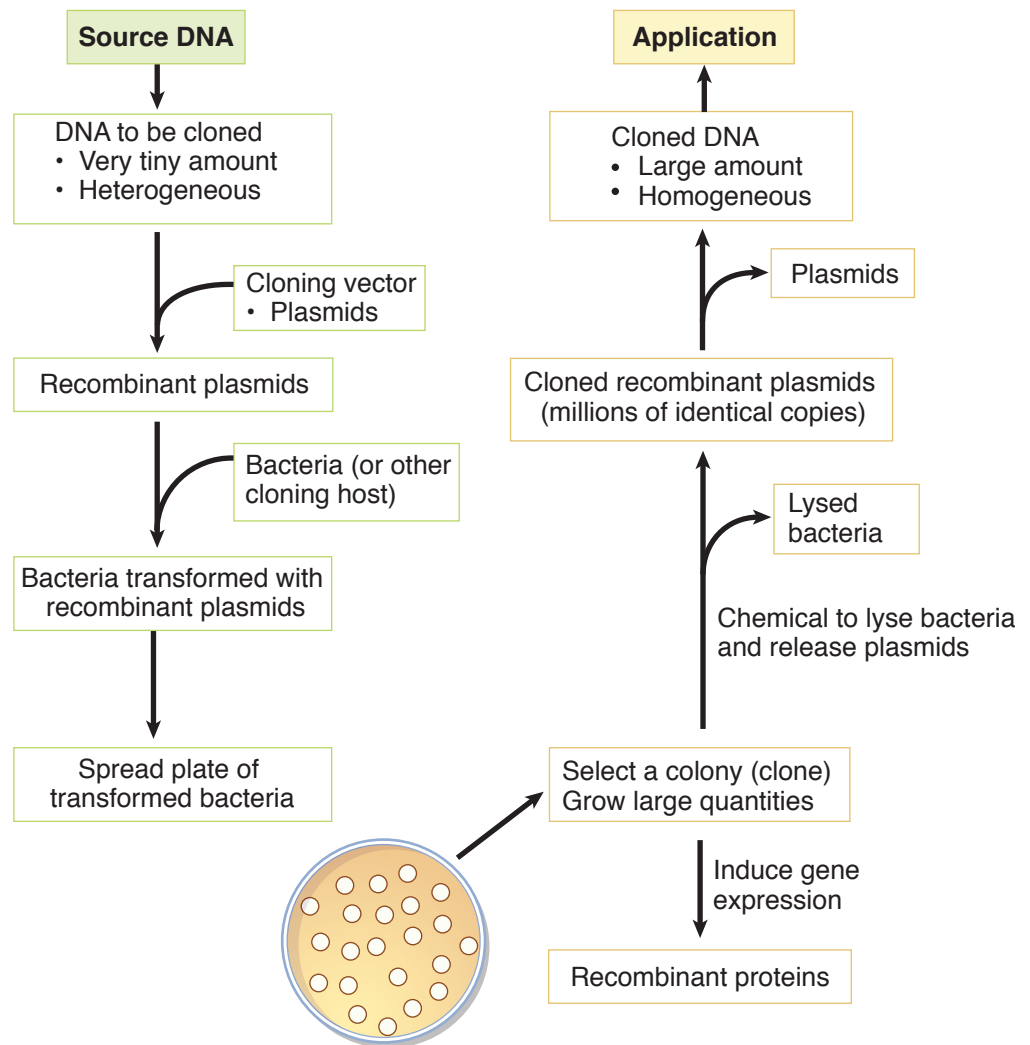 Source DNA
DNA to be cloned
• Very tiny amount
• Heterogeneous
Cloning vector
• Plasmids
Recombinant plasmids
Bacteria (or other
cloning host)
Bacteria transformed with
recombinant plasmids
Spread plate of
transformed bacteria
Application
Cloned DNA
• Large amount
• Homogeneous
Plasmids
Cloned recombinant plasmids
(millions of identical copies)
Lysed
bacteria
Chemical to lyse bacteria
and release plasmids
Select a colony (clone)
Grow large quantities
Induce gene
expression
Recombinant proteins